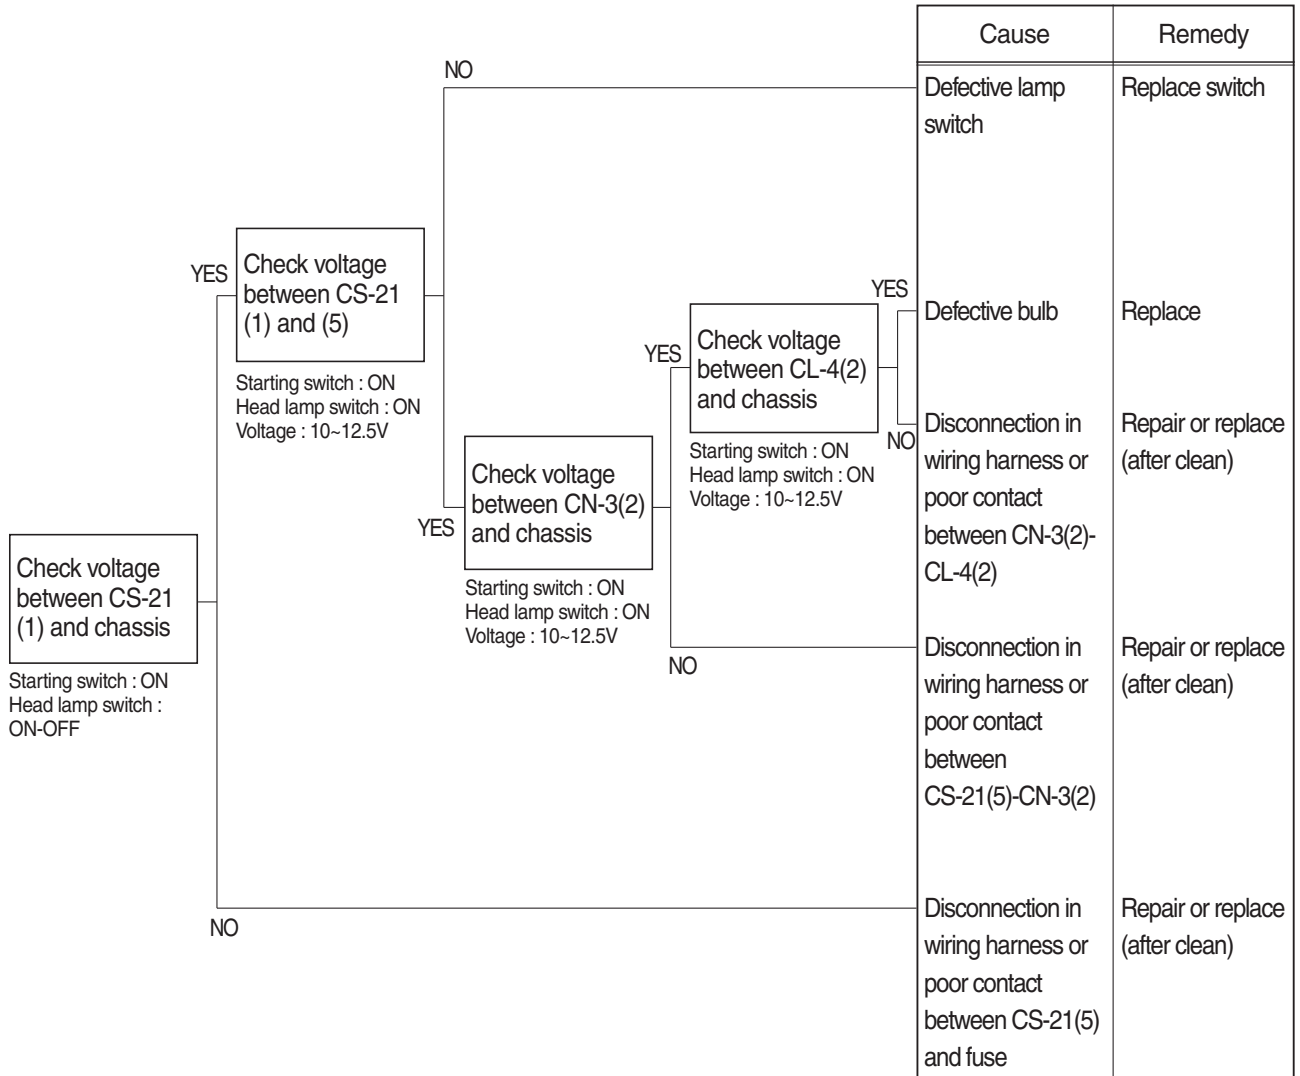 Cause
Remedy
NO
Defective lamp
switch
Replace switch
YES
Check voltage
between CS-21
(1) and (5)
Starting switch : ON
Head lamp switch : ON
Voltage : 10~12.5V
YES
Defective bulb
Replace
YES
Check voltage
between CL-4(2)
and chassis
Starting switch : ON
Head lamp switch : ON
Voltage : 10~12.5V
NO
Disconnection in
wiring harness or
poor contact
between CN-3(2)-
CL-4(2)
Repair or replace
(after clean)
YES
Check voltage
between CN-3(2)
and chassis
Starting switch : ON
Head lamp switch : ON
Voltage : 10~12.5V
NO
Disconnection in
wiring harness or
poor contact
between
CS-21(5)-CN-3(2)
Repair or replace
(after clean)
Check voltage
between CS-21
(1) and chassis
Starting switch : ON
Head lamp switch :
ON-OFF
NO
Disconnection in
wiring harness or
poor contact
between CS-21(5)
and fuse
Repair or replace
(after clean)